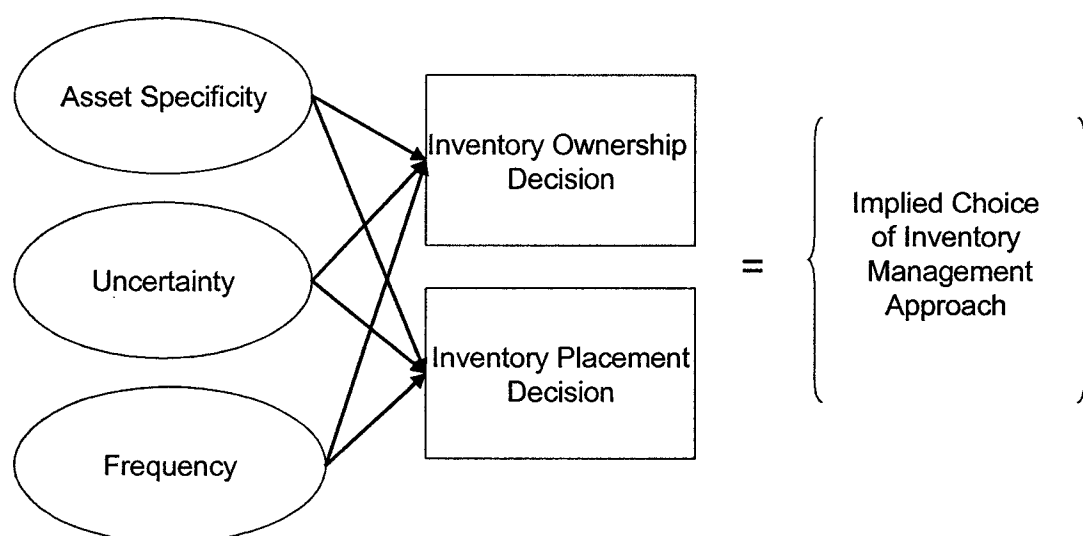 Asset Specificity
Uncertainty
Frequency
Inventory Ownership
Decision
Inventory Placement
Decision
=
Implied Choice
of Inventory
Management
Approach